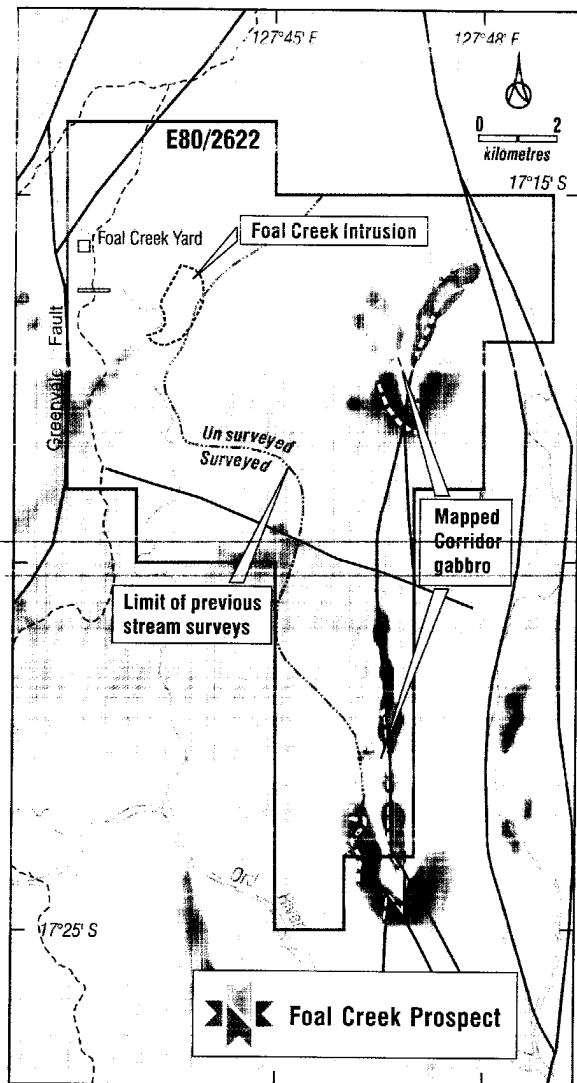 127°45' E
127°48' E
0 2
kilometres
E80/2622
17°15' S
Foal Creek Yard
Foal Creek Intrusion
Greenvale Fault
Unsurveyed
Surveyed
Mapped
Corridor
gabbro
Limit of previous
stream surveys
Ord River
17°25' S
Foal Creek Prospect